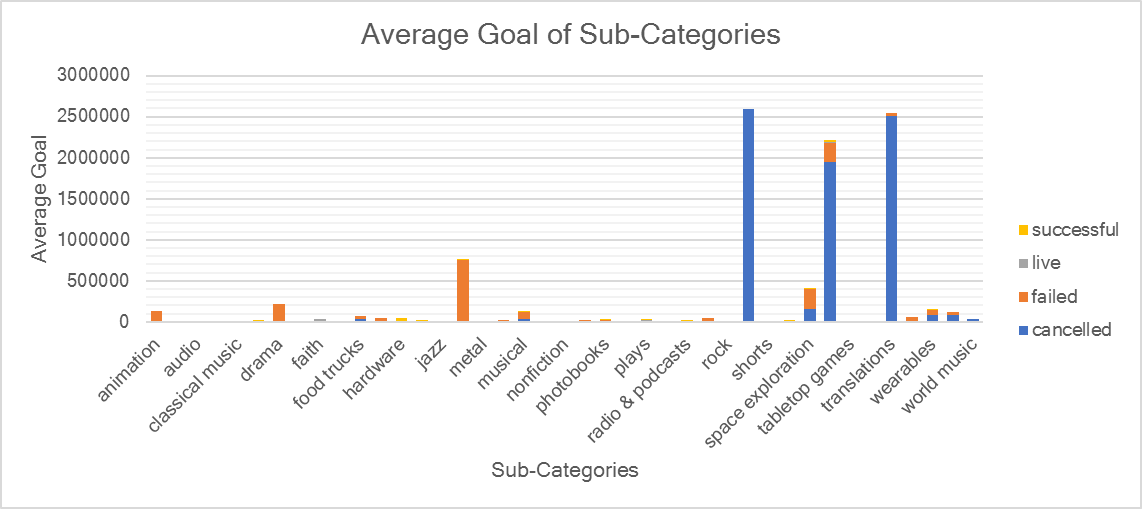 Average Goal of Sub-Categories
3000000
2500000
2000000
1500000
1000000
500000
0
Average Goal
animation
audio
classical music
drama
faith
food trucks
hardware
jazz
metal
musical
nonfiction
photobooks
plays
radio & podcasts
rock
shorts
space exploration
tabletop games
translations
wearables
world music
Sub-Categories
successful
live
failed
cancelled